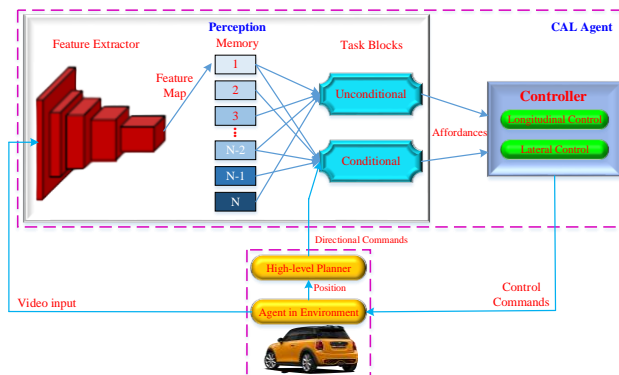 Perception
CAL Agent
Feature Extractor
Memory
Task Blocks
Feature
Map
1
2
3
N-2
N-1
N
Unconditional
Conditional
Affordances
Controller
Longitudinal Control
Lateral Control
Directional Commands
High-level Planner
Position
Agent in Environment
Video input
Control
Commands